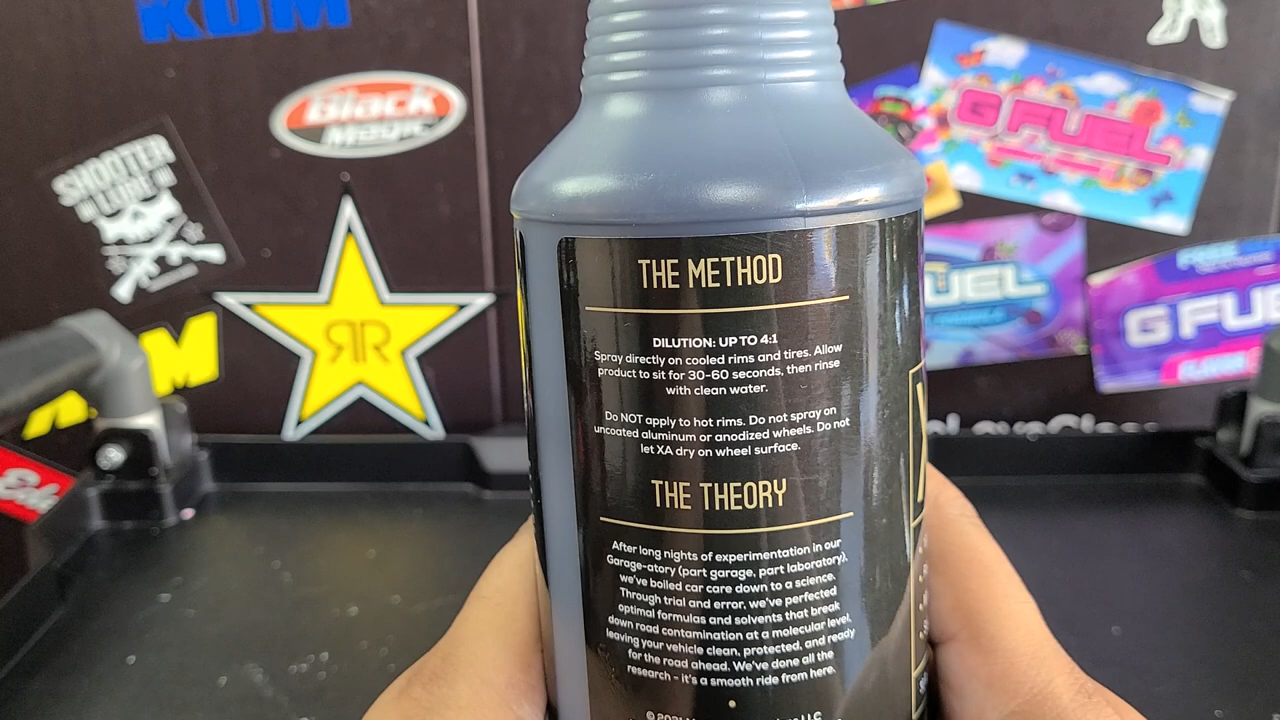 KDM
Black
Magic
SHOOTER
G FUEL
THE METHOD
DILUTION: UP TO 4:1
Spray directly on cooled rims and tires. Allow
product to sit for 30-60 seconds, then rinse
with clean water.
Do NOT apply to hot rims. Do not spray on
uncoated aluminum or anodized wheels. Do not
let XA dry on wheel surface.
THE THEORY
After long nights of experimentation in our
Garage-atory (part garage, part laboratory),
we've boiled car care down to a science.
Through trial and error, we've perfected
optimal formulas and solvents that break
down road contamination at a molecular level,
leaving your vehicle clean, protected, and ready
for the road ahead. We've done all the
research - it's a smooth ride from here.
R R
FUEL
G FU